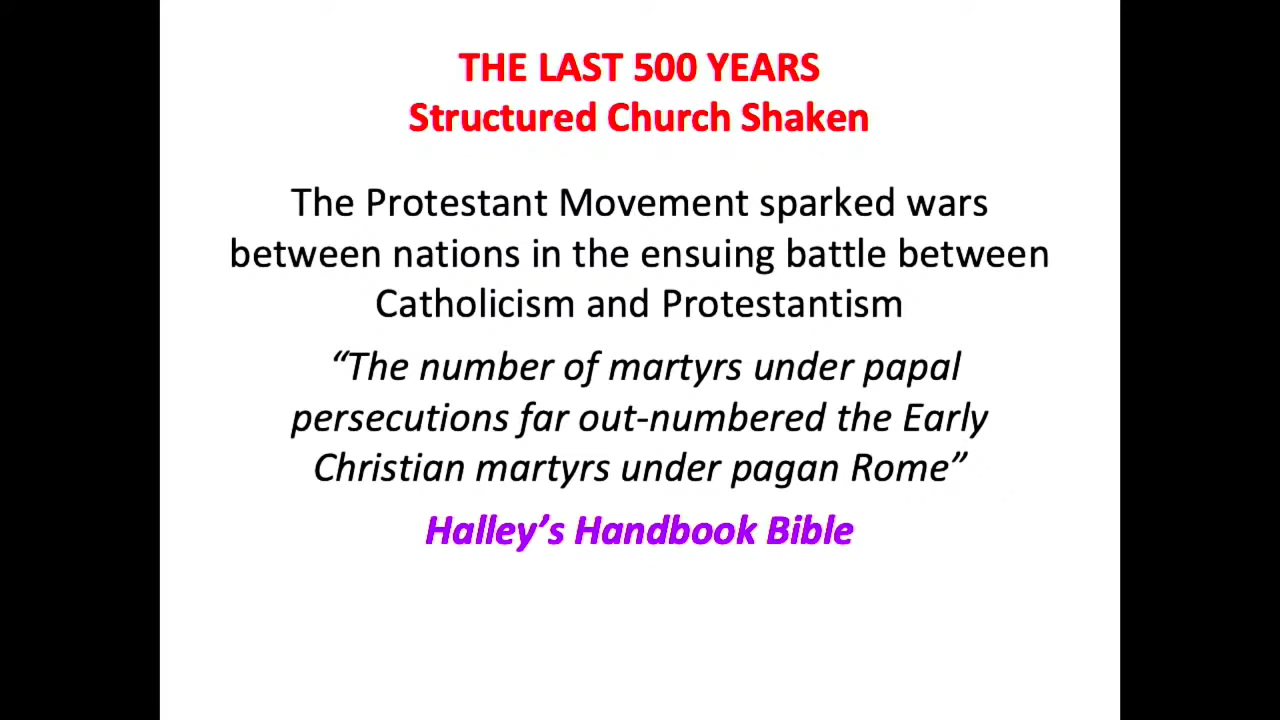 THE LAST 500 YEARS
Structured Church Shaken
The Protestant Movement sparked wars
between nations in the ensuing battle between
Catholicism and Protestantism
“The number of martyrs under papal
persecutions far out-numbered the Early
Christian martyrs under pagan Rome”
Halley’s Handbook Bible